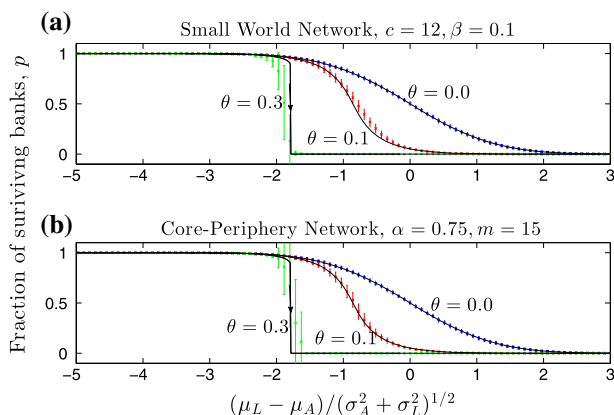 (a)
Small World Network, c = 12, β = 0.1
1
0.5
0
θ = 0.3
θ = 0.1
θ = 0.0
−5 −4 −3 −2 −1 0 1 2 3
Fraction of surivivng banks, p
(b)
Core-Periphery Network, α = 0.75, m = 15
1
0.5
0
θ = 0.3
θ = 0.1
θ = 0.0
−5 −4 −3 −2 −1 0 1 2 3
(μ_L − μ_A)/(σ_A^2 + σ_L^2)^{1/2}